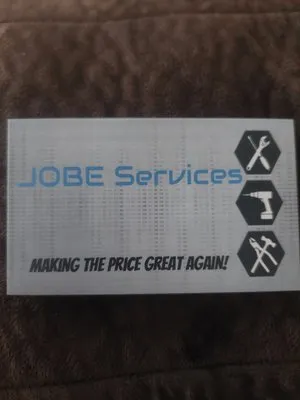 JOBE Services
MAKING THE PRICE GREAT AGAIN!